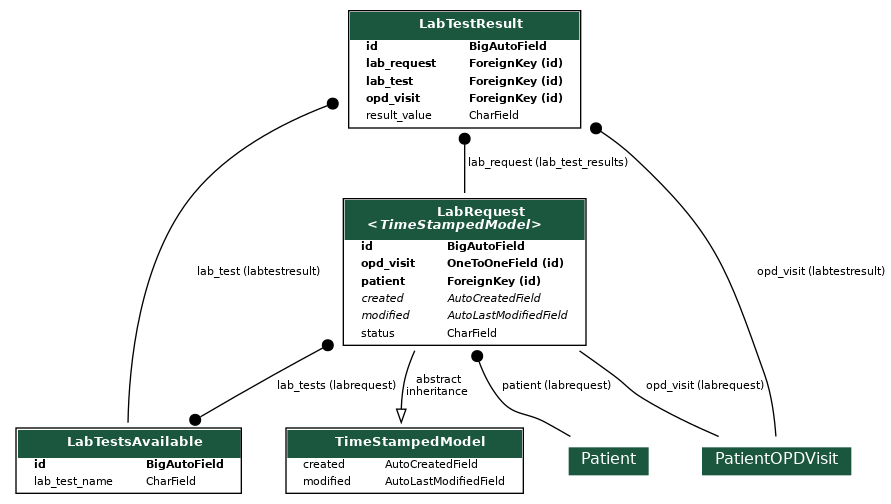 LabTestResult
id BigAutoField
lab_request ForeignKey (id)
lab_test ForeignKey (id)
opd_visit ForeignKey (id)
result_value CharField
lab_request (lab_test_results)
LabRequest
<TimeStampedModel>
id BigAutoField
opd_visit OneToOneField (id)
patient ForeignKey (id)
created AutoCreatedField
modified AutoLastModifiedField
status CharField
lab_test (labtestresult)
opd_visit (labtestresult)
lab_tests (labrequest)
abstract
inheritance
patient (labrequest)
opd_visit (labrequest)
LabTestsAvailable
id BigAutoField
lab_test_name CharField
TimeStampedModel
created AutoCreatedField
modified AutoLastModifiedField
Patient
PatientOPDVisit